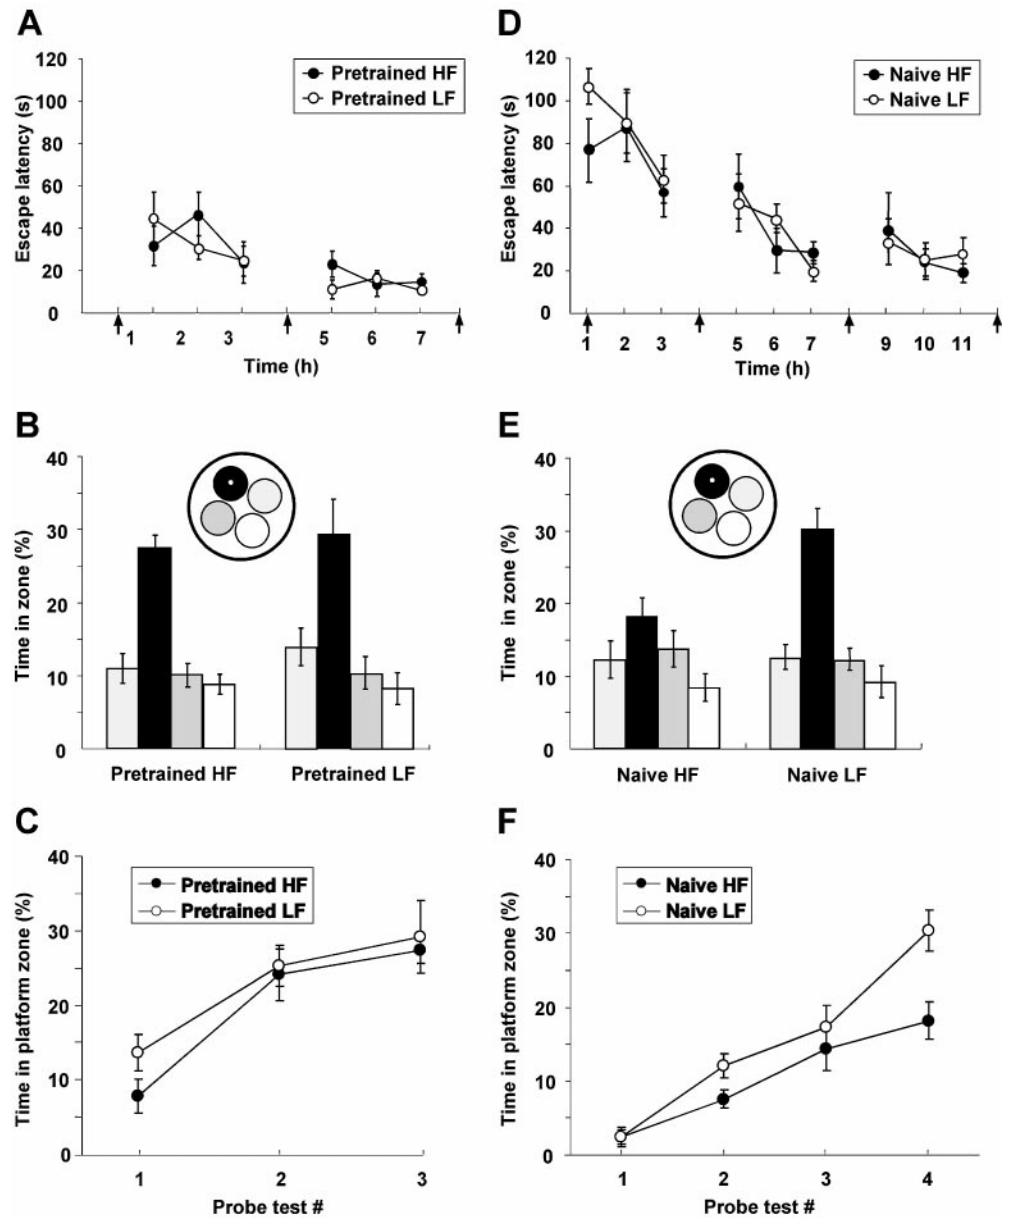 A
Escape latency (s)
120
100
80
60
40
20
0
Pretrained HF
Pretrained LF
1 2 3 5 6 7
Time (h)
D
Escape latency (s)
120
100
80
60
40
20
0
Naive HF
Naive LF
1 2 3 5 6 7 9 10 11
Time (h)
B
Time in zone (%)
40
30
20
10
0
Pretrained HF Pretrained LF
E
Time in zone (%)
40
30
20
10
0
Naive HF Naive LF
C
Time in platform zone (%)
40
30
20
10
0
Pretrained HF
Pretrained LF
1 2 3
Probe test #
F
Time in platform zone (%)
40
30
20
10
0
Naive HF
Naive LF
1 2 3 4
Probe test #